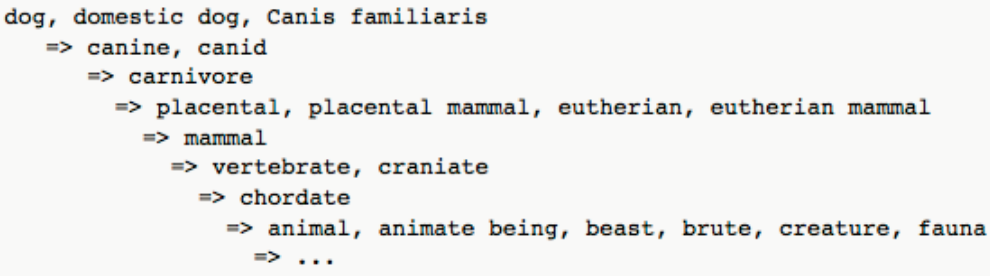 dog, domestic dog, Canis familiaris
=> canine, canid
=> carnivore
=> placental, placental mammal, eutherian, eutherian mammal
=> mammal
=> vertebrate, craniate
=> chordate
=> animal, animate being, beast, brute, creature, fauna
=> ...